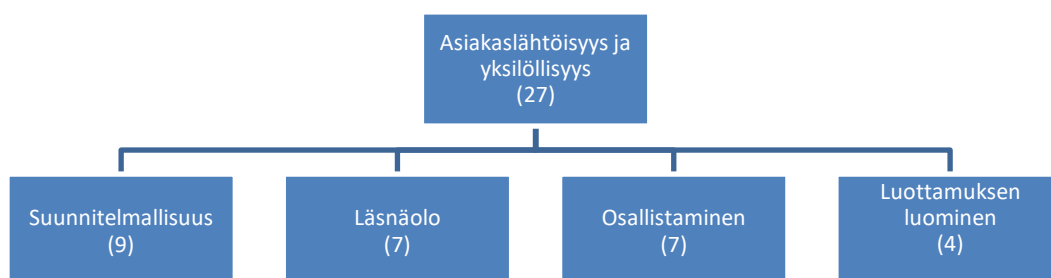 Asiakaslähtöisyys ja
yksilöllisyys
(27)
Suunnitelmallisuus
(9)
Läsnäolo
(7)
Osallistaminen
(7)
Luottamuksen
luominen
(4)